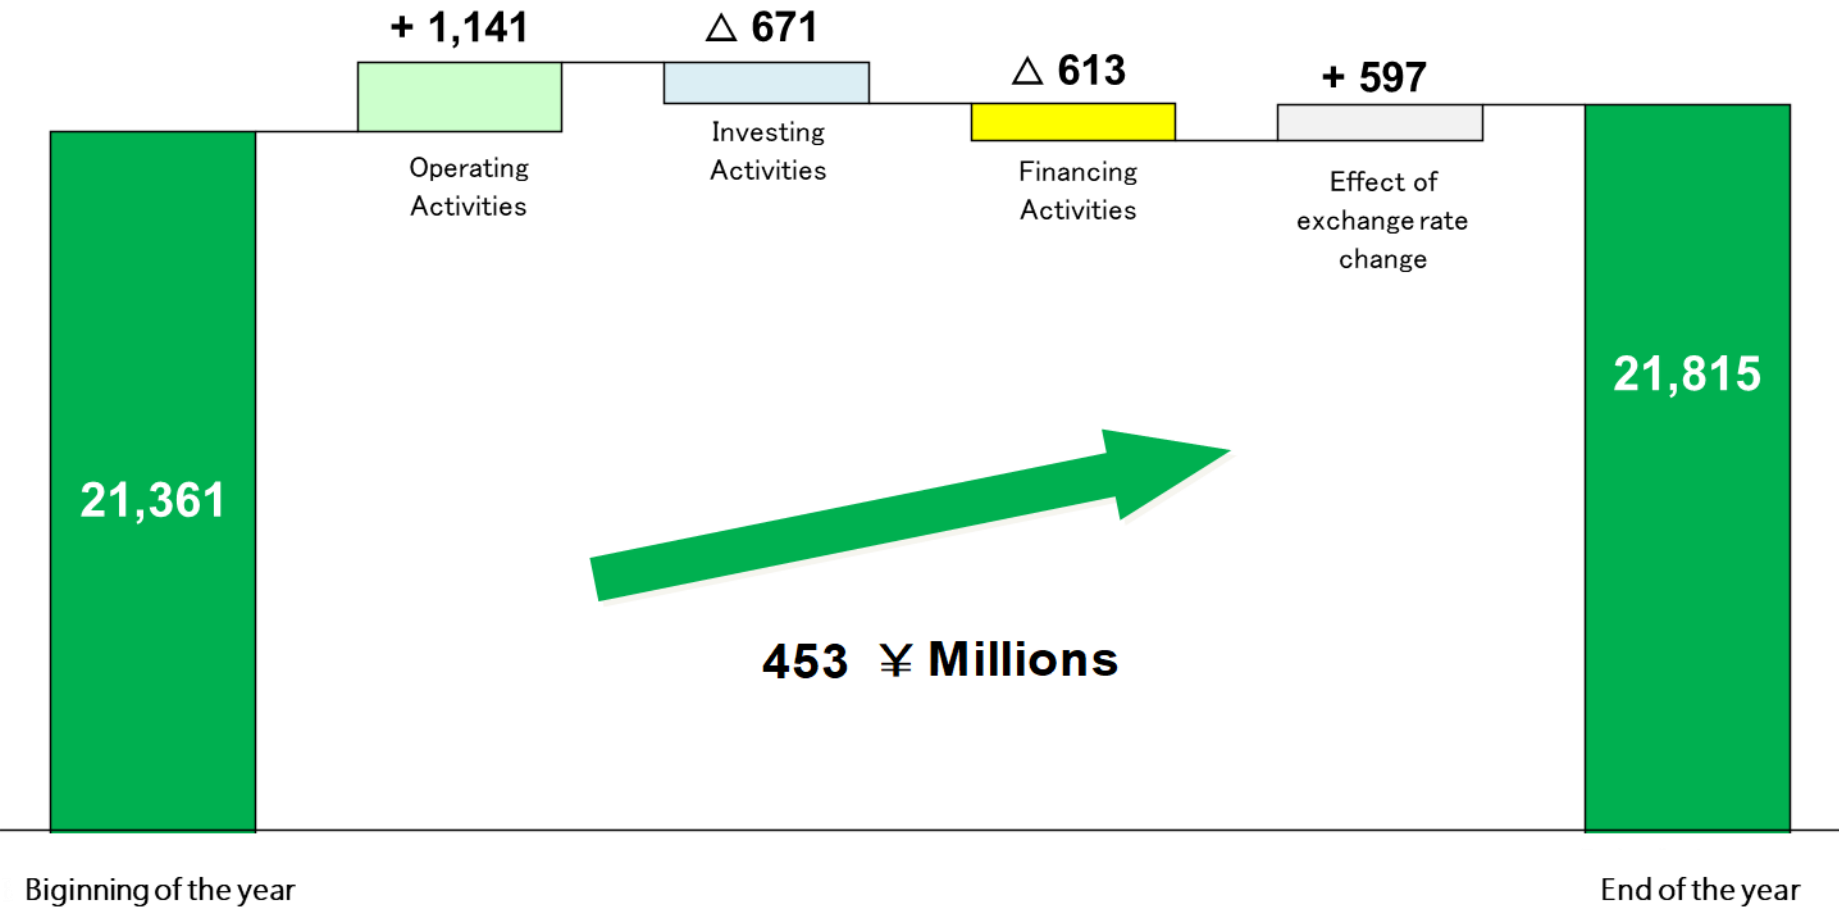 + 1,141
△ 671
△ 613
+ 597
Operating
Activities
Investing
Activities
Financing
Activities
Effect of
exchange rate
change
21,361
21,815
453 ¥ Millions
Biginning of the year
End of the year